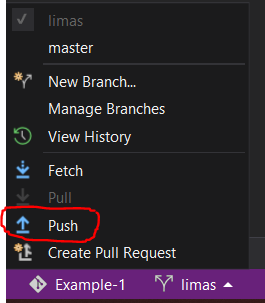 limas
master
New Branch...
Manage Branches
View History
Fetch
Pull
Push
Create Pull Request
Example-1 limas